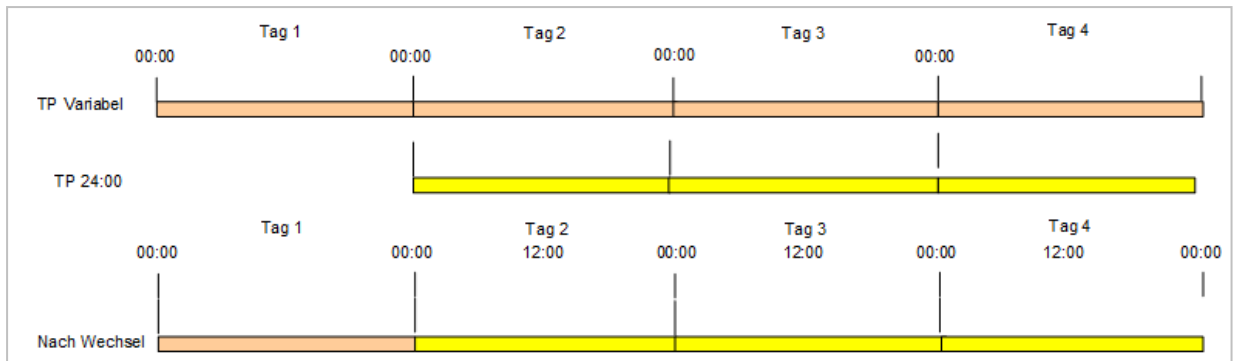 Tag 1 Tag 2 Tag 3 Tag 4
00:00 00:00 00:00 00:00
TP Variabel
TP 24:00
Tag 1 Tag 2 Tag 3 Tag 4
00:00 00:00 12:00 00:00 12:00 00:00 12:00 00:00
Nach Wechsel